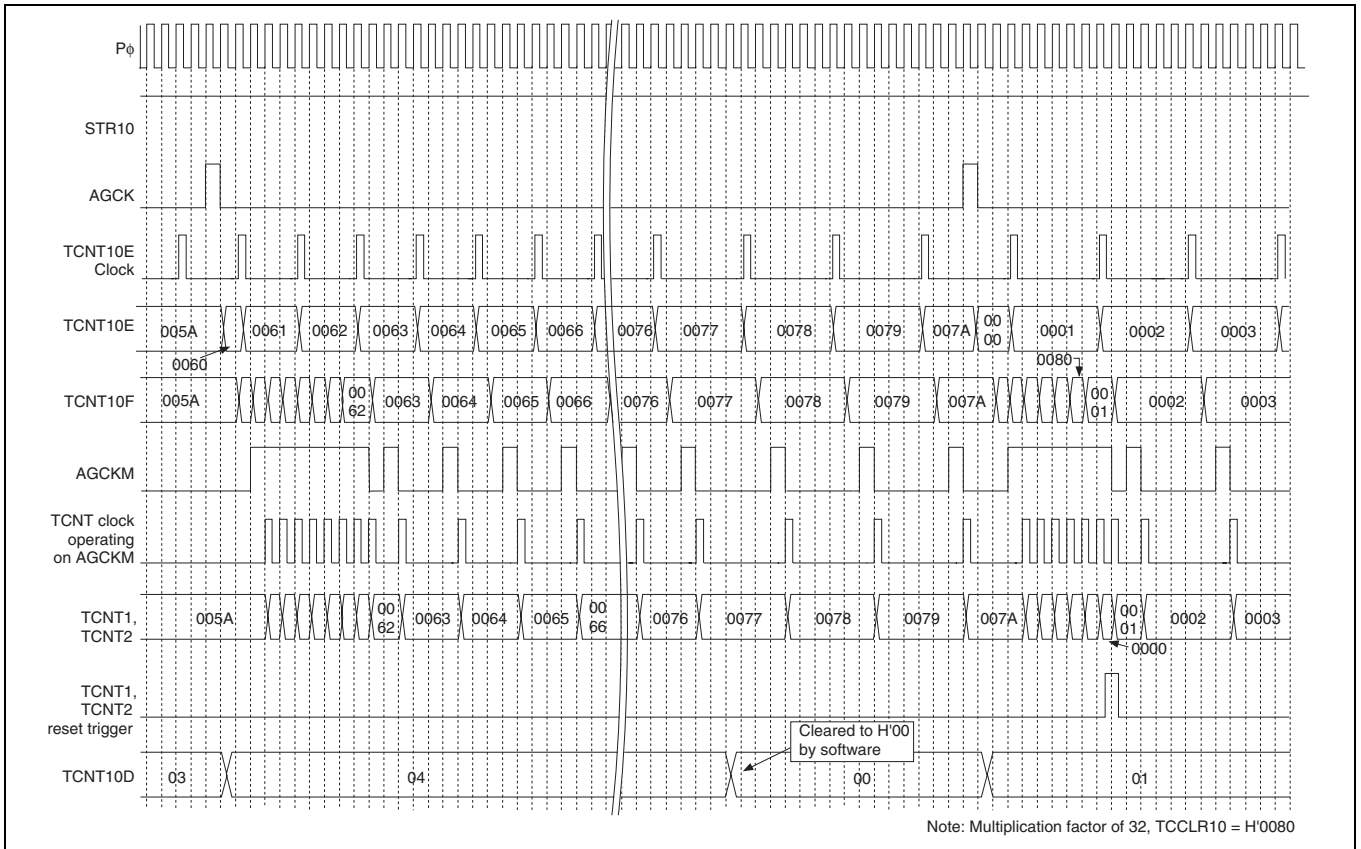 Pϕ
STR10
AGCK
TCNT10E
Clock
TCNT10E
005A 0061 0062 0063 0064 0065 0066 0076 0077 0078 0079 007A 00 00 0001 0002 0003
0060
0080
TCNT10F
005A 00 62 0063 0064 0065 0066 0076 0077 0078 0079 007A 00 01 0002 0003
AGCKM
TCNT clock
operating
on AGCKM
TCNT1,
TCNT2
005A 00 62 0063 0064 0065 00 66 0076 0077 0078 0079 007A 00 01 0002 0003
0000
TCNT1,
TCNT2
reset trigger
Cleared to H'00
by software
TCNT10D
03 04 00 01
Note: Multiplication factor of 32, TCCLR10 = H'0080